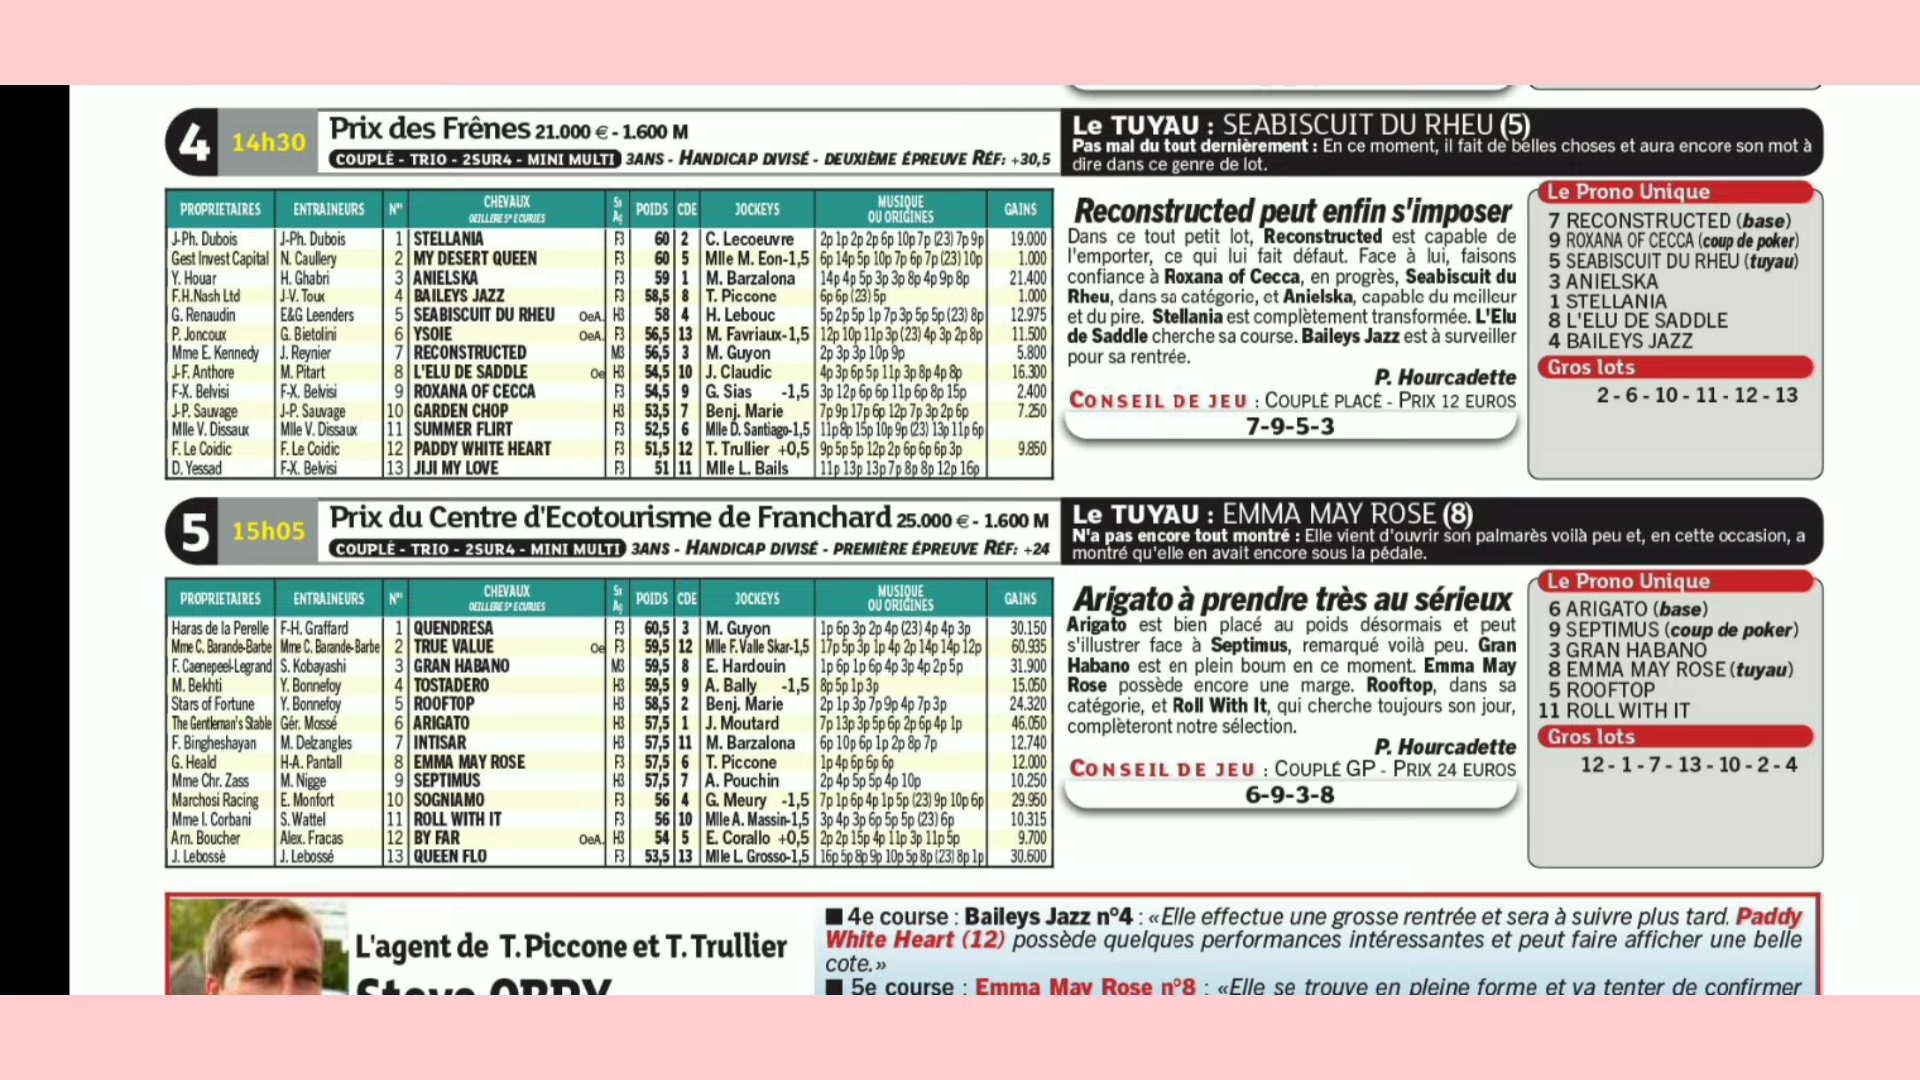 4 14h30 Prix des Frênes 21.000 € - 1.600 M
COUPLÉ - TRIO - 2SUR4 - MINI MULTI 3ANS - HANDICAP DIVISÉ - DEUXIÈME ÉPREUVE RÉF: +30,5
Le TUYAU : SEABISCUIT DU RHEU (5)
Pas mal du tout dernièrement : En ce moment, il fait de belles choses et aura encore son mot à
dire dans ce genre de lot.
PROPRIETAIRES ENTRAINEURS N° CHEVAUX OEILLERES* ECURIES Sx Ag POIDS CDE JOCKEYS MUSIQUE OU ORIGINES GAINS
J-Ph. Dubois J-Ph. Dubois 1 STELLANIA F3 60 2 C. Lecoeuvre 2p 1p 2p 2p 6p 10p 7p (23) 7p 9p 19.000
Gest Invest Capital N. Caullery 2 MY DESERT QUEEN F3 60 5 Mlle M. Eon-1,5 6p 14p 5p 10p 7p 6p 7p (23) 10p 1.000
Y. Houar H. Ghabri 3 ANIELSKA F3 59 1 M. Barzalona 14p 4p 5p 3p 3p 8p 4p 9p 8p 21.400
F.H.Nash Ltd J-V. Toux 4 BAILEYS JAZZ F3 58,5 8 T. Piccone 6p 6p (23) 5p 1.000
G. Renaudin E&G Leenders 5 SEABISCUIT DU RHEU OeA. H3 58 4 H. Lebouc 5p 2p 5p 1p 7p 3p 5p 5p (23) 8p 12.975
P. Joncoux G. Bietolini 6 YSOIE OeA. F3 56,5 13 M. Favriaux-1,5 12p 10p 11p 3p (23) 4p 3p 2p 8p 11.500
Mme E. Kennedy J. Reynier 7 RECONSTRUCTED M3 56,5 3 M. Guyon 2p 3p 3p 10p 9p 5.800
J-F. Anthore M. Pitart 8 L'ELU DE SADDLE Oe H3 54,5 10 J. Claudic 4p 3p 6p 5p 11p 3p 8p 4p 8p 16.300
F-X. Belvisi F-X. Belvisi 9 ROXANA OF CECCA F3 54,5 9 G. Sias -1,5 3p 12p 6p 6p 11p 6p 8p 15p 2.400
J-P. Sauvage J-P. Sauvage 10 GARDEN CHOP H3 53,5 7 Benj. Marie 7p 9p 17p 6p 12p 7p 3p 2p 6p 7.250
Mlle V. Dissaux Mlle V. Dissaux 11 SUMMER FLIRT F3 52,5 6 Mlle D. Santiago-1,5 11p 8p 15p 10p 9p (23) 13p 11p 6p
F. Le Coidic F. Le Coidic 12 PADDY WHITE HEART F3 51,5 12 T. Trullier +0,5 9p 5p 5p 12p 2p 6p 6p 6p 3p 9.850
D. Yessad F-X. Belvisi 13 JIJI MY LOVE F3 51 11 Mlle L. Bails 11p 13p 13p 7p 8p 8p 12p 16p
Reconstructed peut enfin s'imposer
Dans ce tout petit lot, Reconstructed est capable de
l'emporter, ce qui lui fait défaut. Face à lui, faisons
confiance à Roxana of Cecca, en progrès, Seabiscuit du
Rheu, dans sa catégorie, et Anielska, capable du meilleur
et du pire. Stellania est complètement transformée. L'Elu
de Saddle cherche sa course. Baileys Jazz est à surveiller
pour sa rentrée.
P. Hourcadette
CONSEIL DE JEU : COUPLÉ PLACÉ - PRIX 12 EUROS
7-9-5-3
Le Prono Unique
7 RECONSTRUCTED (base)
9 ROXANA OF CECCA (coup de poker)
5 SEABISCUIT DU RHEU (tuyau)
3 ANIELSKA
1 STELLANIA
8 L'ELU DE SADDLE
4 BAILEYS JAZZ
Gros lots
2 - 6 - 10 - 11 - 12 - 13
5 15h05 Prix du Centre d'Ecotourisme de Franchard 25.000 € - 1.600 M
COUPLÉ - TRIO - 2SUR4 - MINI MULTI 3ANS - HANDICAP DIVISÉ - PREMIÈRE ÉPREUVE RÉF: +24
Le TUYAU : EMMA MAY ROSE (8)
N'a pas encore tout montré : Elle vient d'ouvrir son palmarès voilà peu et, en cette occasion, a
montré qu'elle en avait encore sous la pédale.
PROPRIETAIRES ENTRAINEURS N° CHEVAUX OEILLERES* ECURIES Sx Ag POIDS CDE JOCKEYS MUSIQUE OU ORIGINES GAINS
Haras de la Perelle F-H. Graffard 1 QUENDRESA F3 60,5 3 M. Guyon 1p 6p 3p 2p 4p (23) 4p 4p 3p 30.150
Mme C. Barande-Barbe Mme C. Barande-Barbe 2 TRUE VALUE Oe F3 59,5 12 Mlle F. Valle Skar-1,5 17p 5p 3p 1p 4p 2p 14p 14p 12p 60.935
F. Caenepeel-Legrand S. Kobayashi 3 GRAN HABANO M3 59,5 8 E. Hardouin 1p 6p 1p 6p 4p 3p 4p 2p 5p 31.900
M. Bekhti Y. Bonnefoy 4 TOSTADERO H3 59,5 9 A. Bally -1,5 8p 5p 1p 3p 15.050
Stars of Fortune Y. Bonnefoy 5 ROOFTOP H3 58,5 2 Benj. Marie 2p 1p 3p 7p 9p 4p 7p 3p 24.320
The Gentleman's Stable Gér. Mossé 6 ARIGATO H3 57,5 1 J. Moutard 7p 13p 3p 5p 6p 2p 6p 4p 1p 46.050
F. Bingheshayan M. Delzangles 7 INTISAR H3 57,5 11 M. Barzalona 6p 10p 6p 1p 2p 8p 7p 12.740
G. Heald H-A. Pantall 8 EMMA MAY ROSE F3 57,5 6 T. Piccone 1p 4p 6p 6p 6p 12.000
Mme Chr. Zass M. Nigge 9 SEPTIMUS H3 57,5 7 A. Pouchin 2p 4p 5p 5p 4p 10p 10.250
Marchosi Racing E. Monfort 10 SOGNIAMO F3 56 4 G. Meury -1,5 7p 1p 6p 4p 1p 5p (23) 9p 10p 6p 29.950
Mme I. Corbani S. Wattel 11 ROLL WITH IT F3 56 10 Mlle A. Massin-1,5 3p 4p 3p 6p 5p 5p (23) 6p 10.315
Arn. Boucher Alex. Fracas 12 BY FAR OeA. H3 54 5 E. Corallo +0,5 2p 2p 15p 4p 11p 3p 11p 5p 9.700
J. Lebossè J. Lebossé 13 QUEEN FLO F3 53,5 13 Mlle L. Grosso-1,5 16p 5p 8p 9p 10p 5p 8p (23) 8p 1p 30.600
Arigato à prendre très au sérieux
Arigato est bien placé au poids désormais et peut
s'illustrer face à Septimus, remarqué voilà peu. Gran
Habano est en plein boum en ce moment. Emma May
Rose possède encore une marge. Rooftop, dans sa
catégorie, et Roll With It, qui cherche toujours son jour,
complèteront notre sélection.
P. Hourcadette
CONSEIL DE JEU : COUPLÉ GP - PRIX 24 EUROS
6-9-3-8
Le Prono Unique
6 ARIGATO (base)
9 SEPTIMUS (coup de poker)
3 GRAN HABANO
8 EMMA MAY ROSE (tuyau)
5 ROOFTOP
11 ROLL WITH IT
Gros lots
12 - 1 - 7 - 13 - 10 - 2 - 4
L'agent de T.Piccone et T.Trullier
■ 4e course : Baileys Jazz n°4 : «Elle effectue une grosse rentrée et sera à suivre plus tard. Paddy
White Heart (12) possède quelques performances intéressantes et peut faire afficher une belle
cote.»
■ 5e course : Emma May Rose n°8 : «Elle se trouve en pleine forme et va tenter de confirmer